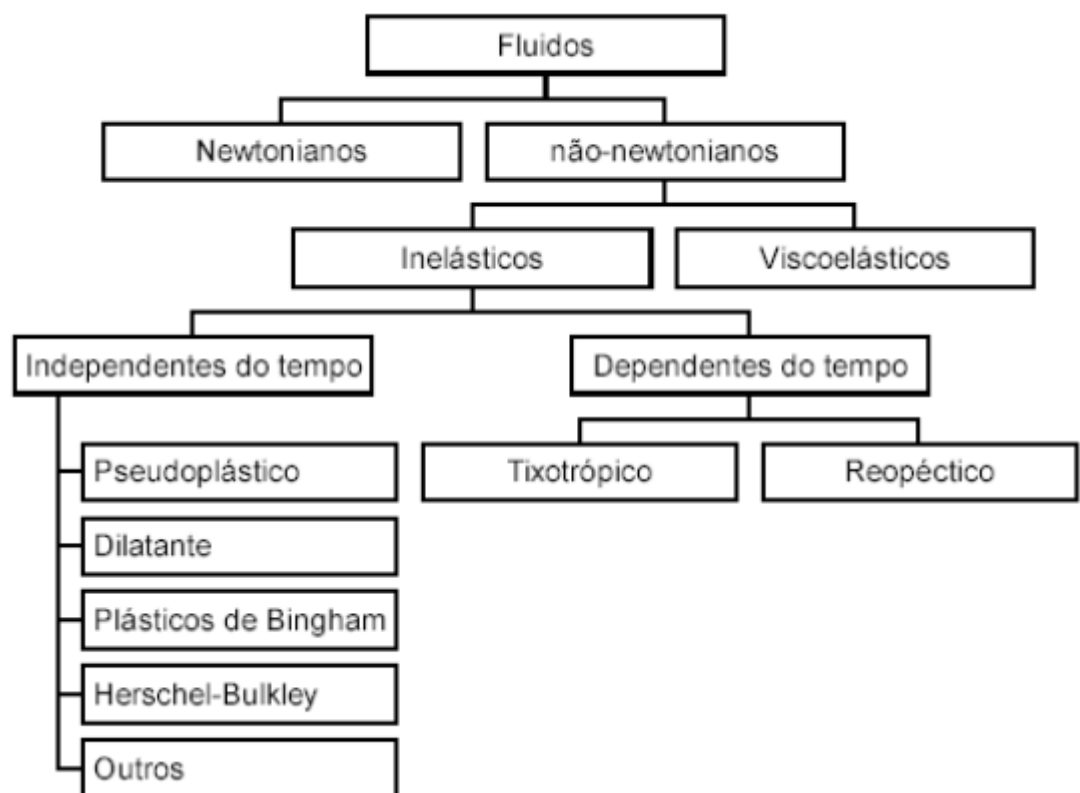 Fluidos
Newtonianos
não-newtonianos
Inelásticos
Viscoelásticos
Independentes do tempo
Dependentes do tempo
Pseudoplástico
Tixotrópico
Reopéctico
Dilatante
Plásticos de Bingham
Herschel-Bulkley
Outros